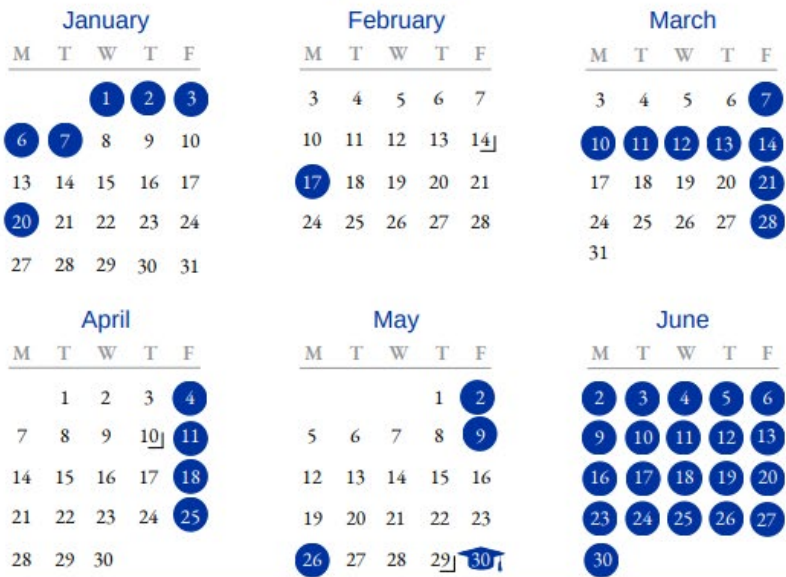 January February March
M T W T F M T W T F M T W T F
1 2 3 3 4 5 6 7 3 4 5 6 7
6 7 8 9 10 10 11 12 13 14 10 11 12 13 14
13 14 15 16 17 17 18 19 20 21 17 18 19 20 21
20 21 22 23 24 24 25 26 27 28 24 25 26 27 28
27 28 29 30 31 31
April May June
M T W T F M T W T F M T W T F
1 2 3 4 1 2 2 3 4 5 6
7 8 9 10 11 5 6 7 8 9 9 10 11 12 13
14 15 16 17 18 12 13 14 15 16 16 17 18 19 20
21 22 23 24 25 19 20 21 22 23 23 24 25 26 27
28 29 30 26 27 28 29 30 30